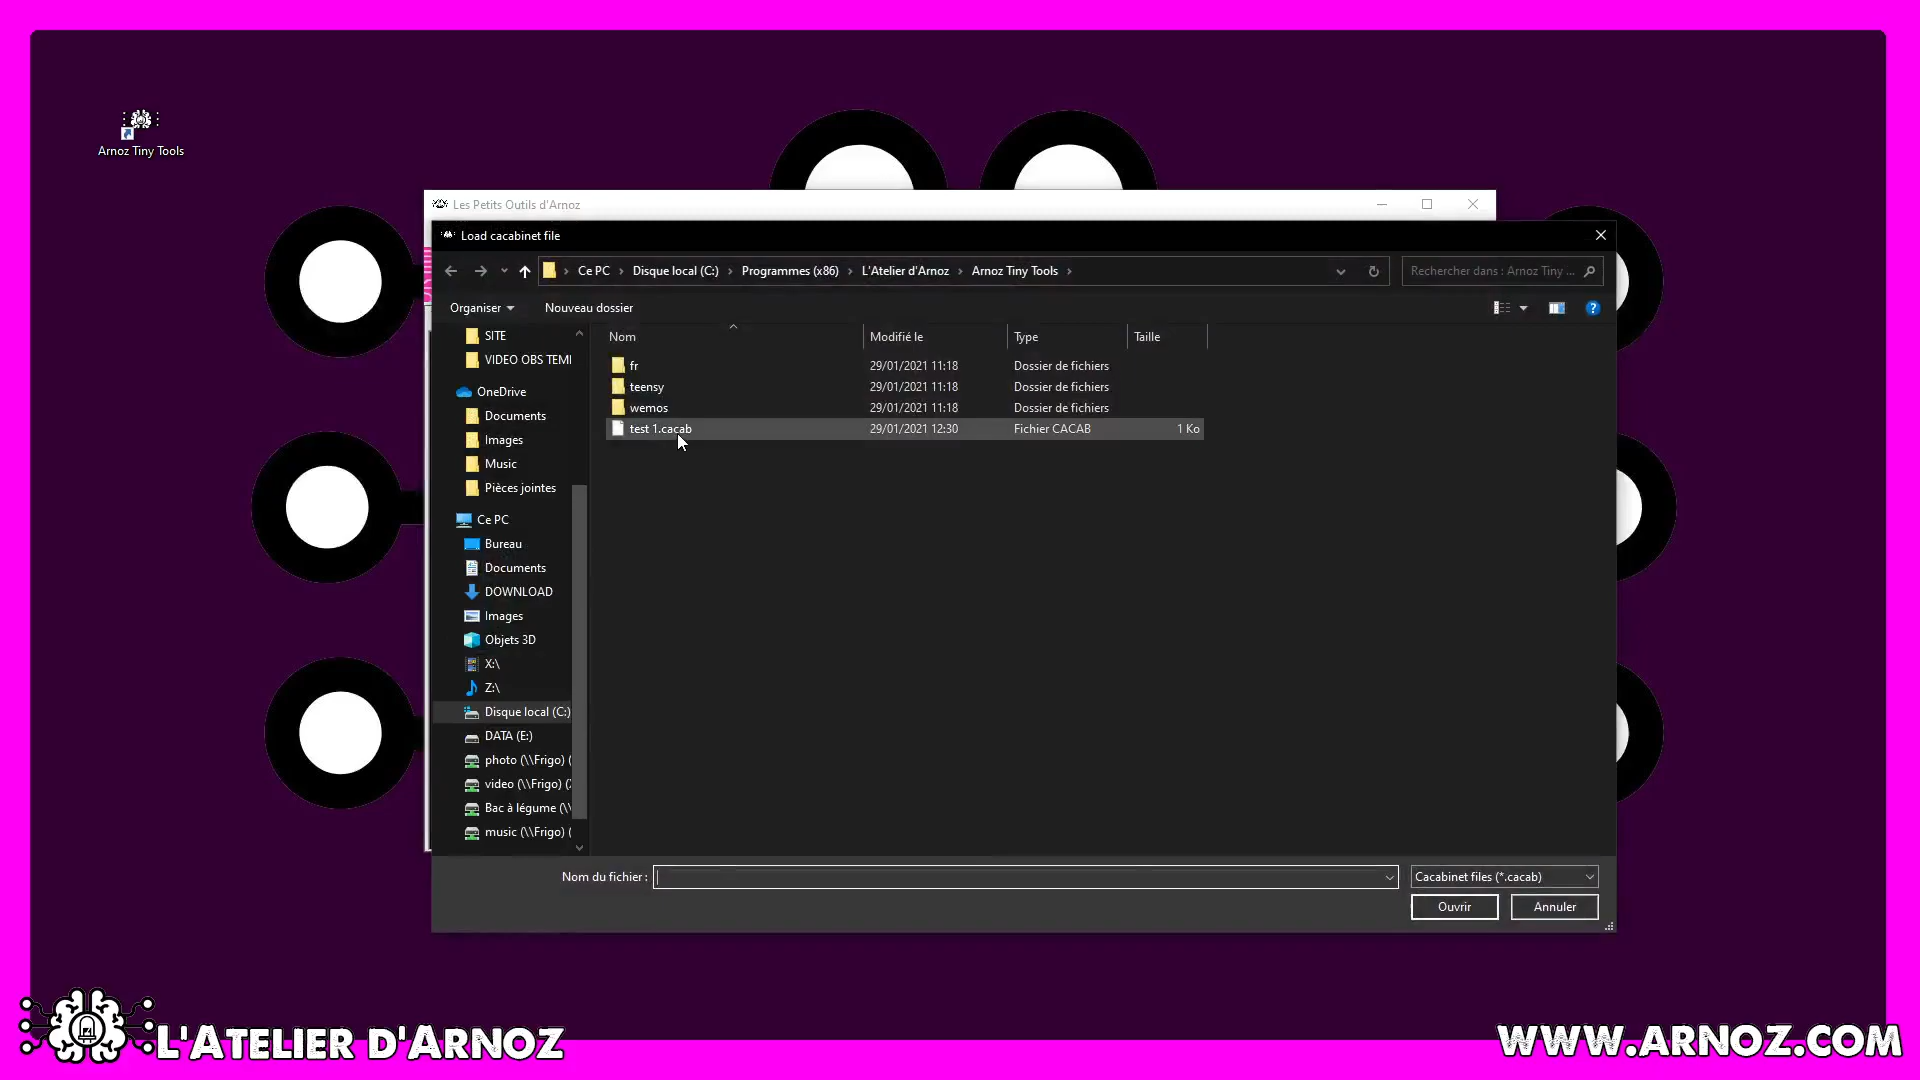 Arnoz Tiny Tools
Les Petits Outils d'Arnoz
Load cacabinet file
Ce PC
Disque local (C:)
Programmes (x86)
L'Atelier d'Arnoz
Arnoz Tiny Tools
Rechercher dans : Arnoz Tiny ...
Organiser
Nouveau dossier
SITE
VIDEO OBS TEM
OneDrive
Documents
Images
Music
Pièces jointes
Ce PC
Bureau
Documents
DOWNLOAD
Images
Objets 3D
X:\
Z:\
Disque local (C:)
DATA (E:)
photo (\\Frigo) (
video (\\Frigo) (
Bac à légume (\\
music (\\Frigo) (
Nom Modifié le Type Taille
fr 29/01/2021 11:18 Dossier de fichiers
teensy 29/01/2021 11:18 Dossier de fichiers
wemos 29/01/2021 11:18 Dossier de fichiers
test 1.cacab 29/01/2021 12:30 Fichier CACAB 1 Ko
Nom du fichier :
Cacabinet files (*.cacab)
Ouvrir
Annuler
L'ATELIER D'ARNOZ
WWW.ARNOZ.COM